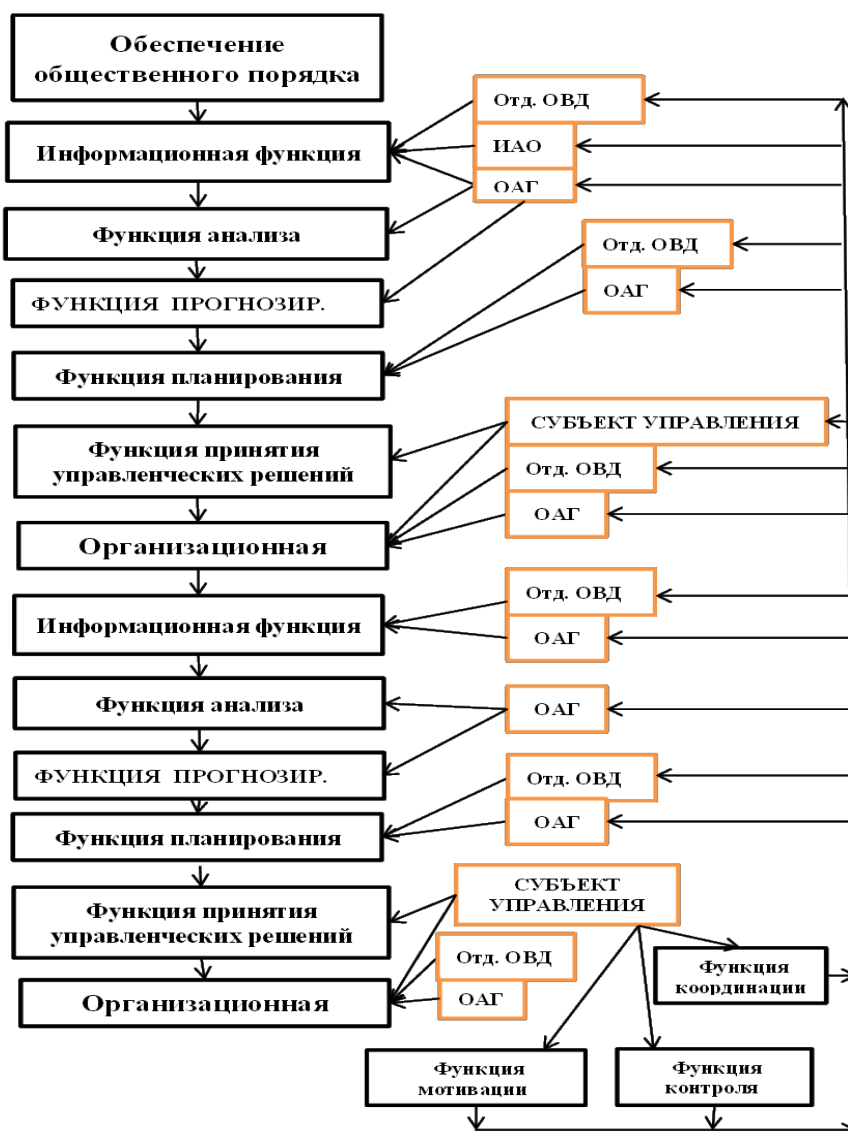 Обеспечение
общественного порядка
Отд. ОВД
Информационная функция
ИАО
ОАГ
Функция анализа
Отд. ОВД
ФУНКЦИЯ ПРОГНОЗИР.
ОАГ
Функция планирования
СУБЪЕКТ УПРАВЛЕНИЯ
Функция принятия
управленческих решений
Отд. ОВД
ОАГ
Организационная
Отд. ОВД
Информационная функция
ОАГ
Функция анализа
ОАГ
ФУНКЦИЯ ПРОГНОЗИР.
Отд. ОВД
Функция планирования
ОАГ
СУБЪЕКТ
УПРАВЛЕНИЯ
Функция принятия
управленческих решений
Отд. ОВД
Функция
координации
Организационная
ОАГ
Функция
мотивации
Функция
контроля